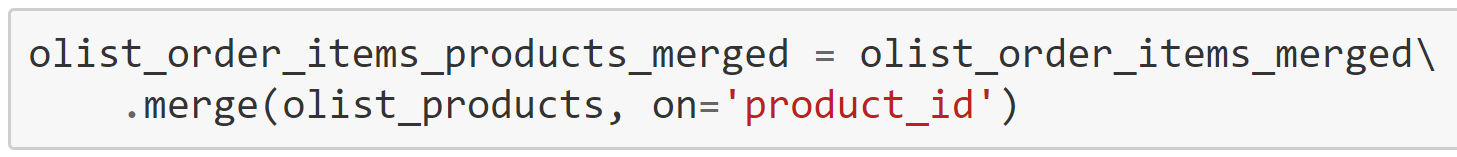 olist_order_items_products_merged = olist_order_items_merged\
    .merge(olist_products, on='product_id')